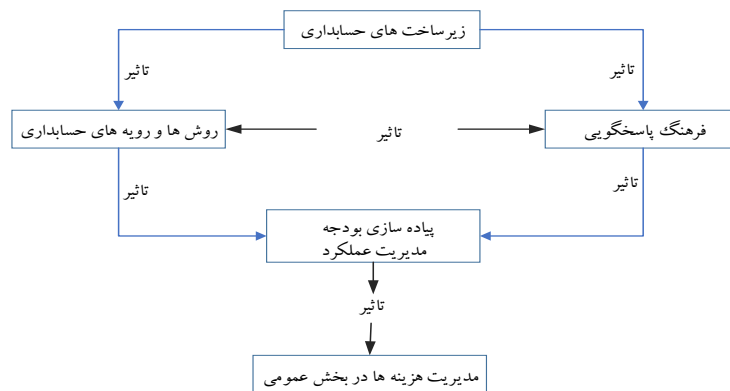 زیرساخت های حسابداری
تاثیر
تاثیر
فرهنگ پاسخگویی
تاثیر
روش ها و رویه های حسابداری
تاثیر
تاثیر
پیاده سازی بودجه
مدیریت عملکرد
تاثیر
مدیریت هزینه ها در بخش عمومی